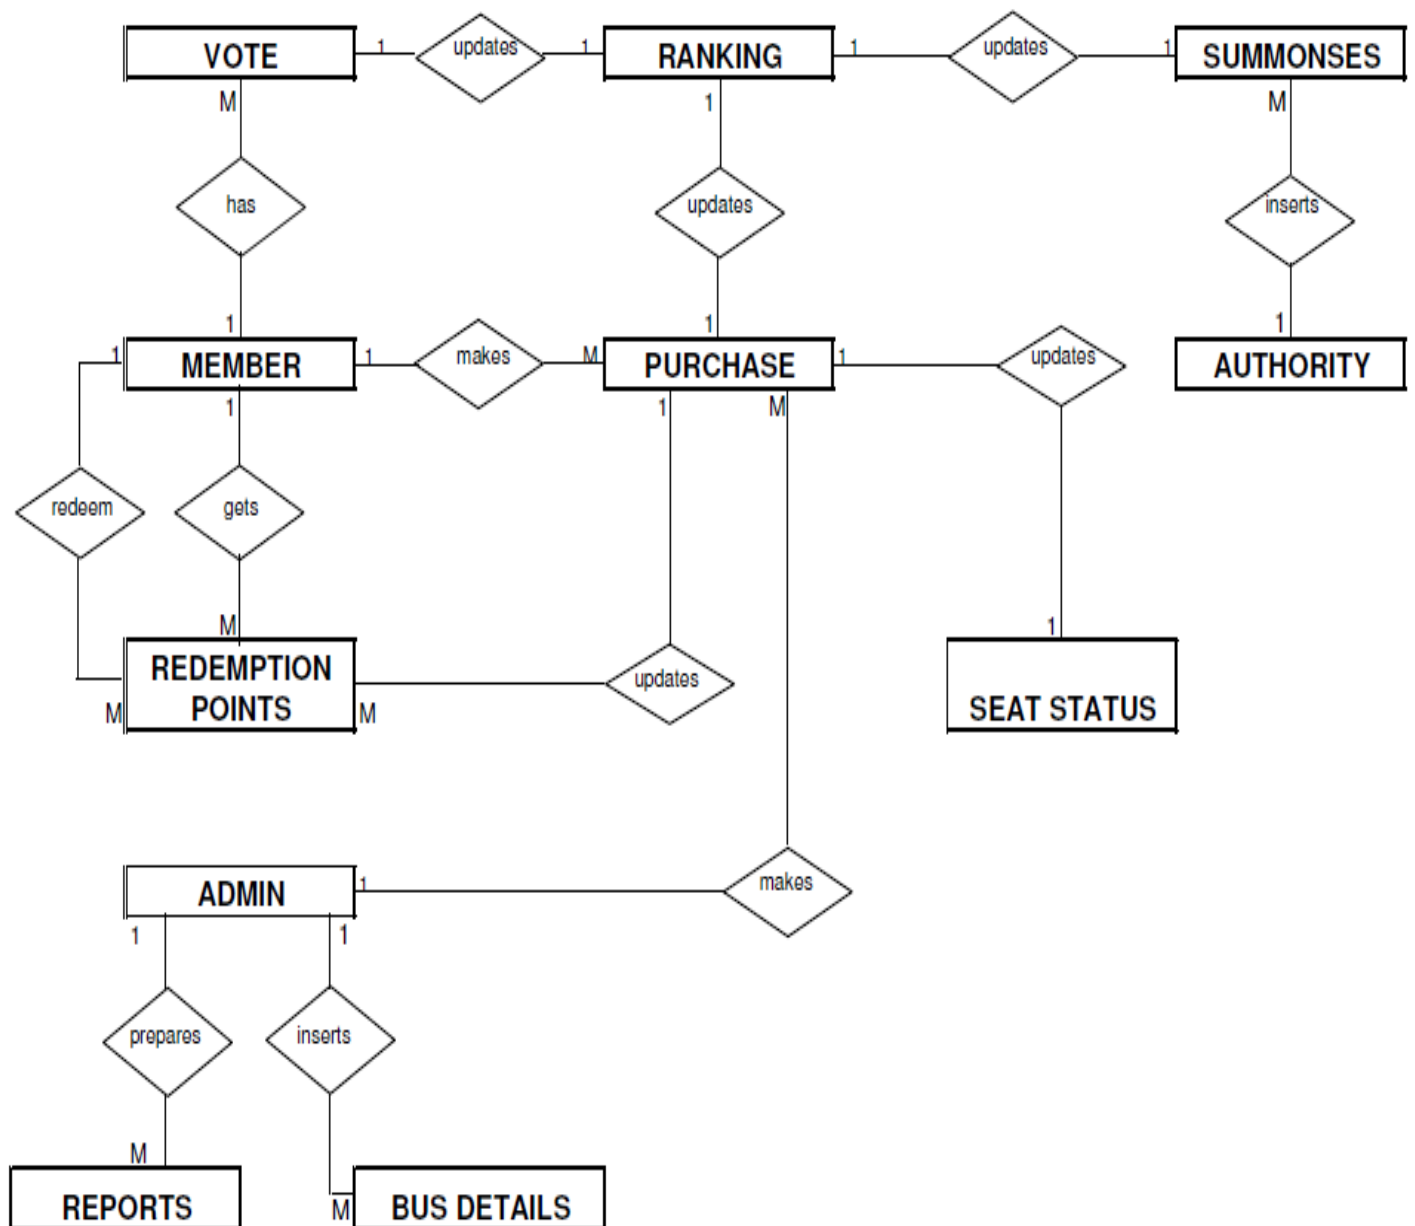 VOTE 1 updates 1 RANKING 1 updates 1 SUMMONSES
M 1 M
has updates inserts
1 1 1
1 MEMBER 1 makes M PURCHASE 1 updates AUTHORITY
1 1 M
redeem gets
M 1
REDEMPTION
POINTS
M M updates SEAT STATUS
ADMIN 1 makes
1 1
prepares inserts
M
REPORTS M BUS DETAILS